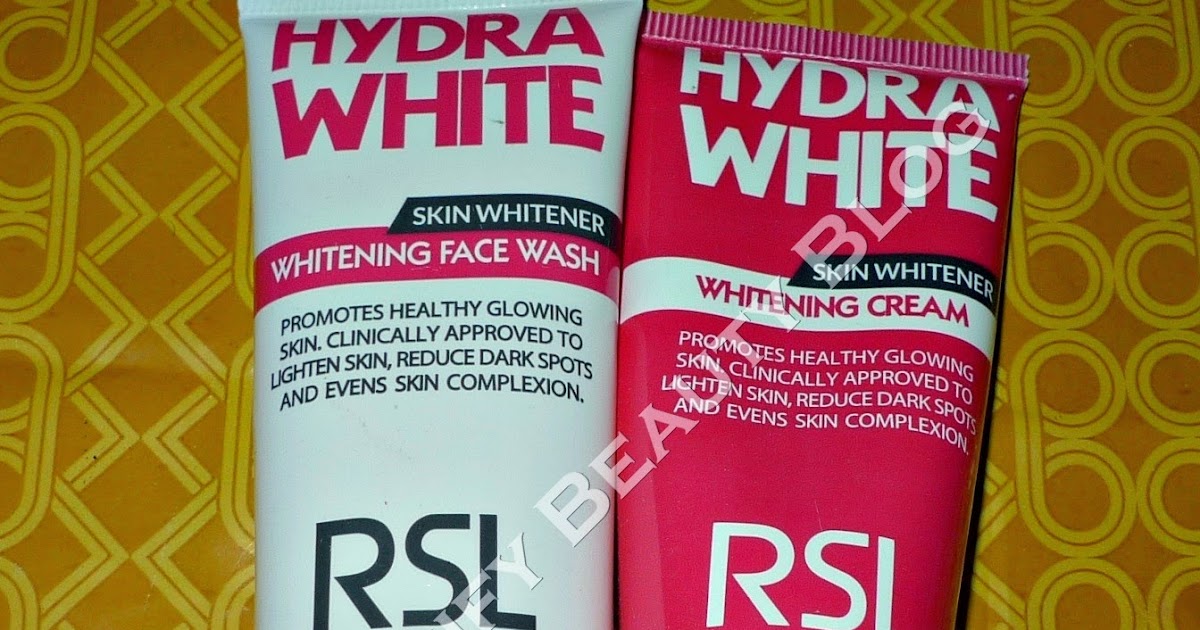 HYDRA
WHITE
SKIN WHITENER
WHITENING FACE WASH
PROMOTES HEALTHY GLOWING
SKIN. CLINICALLY APPROVED TO
LIGHTEN SKIN, REDUCE DARK SPOTS
AND EVENS SKIN COMPLEXION.
RSL
HYDRA
WHITE
SKIN WHITENER
WHITENING CREAM
PROMOTES HEALTHY GLOWING
SKIN. CLINICALLY APPROVED TO
LIGHTEN SKIN, REDUCE DARK SPOTS
AND EVENS SKIN COMPLEXION.
RSL
BEAUTY BLOG